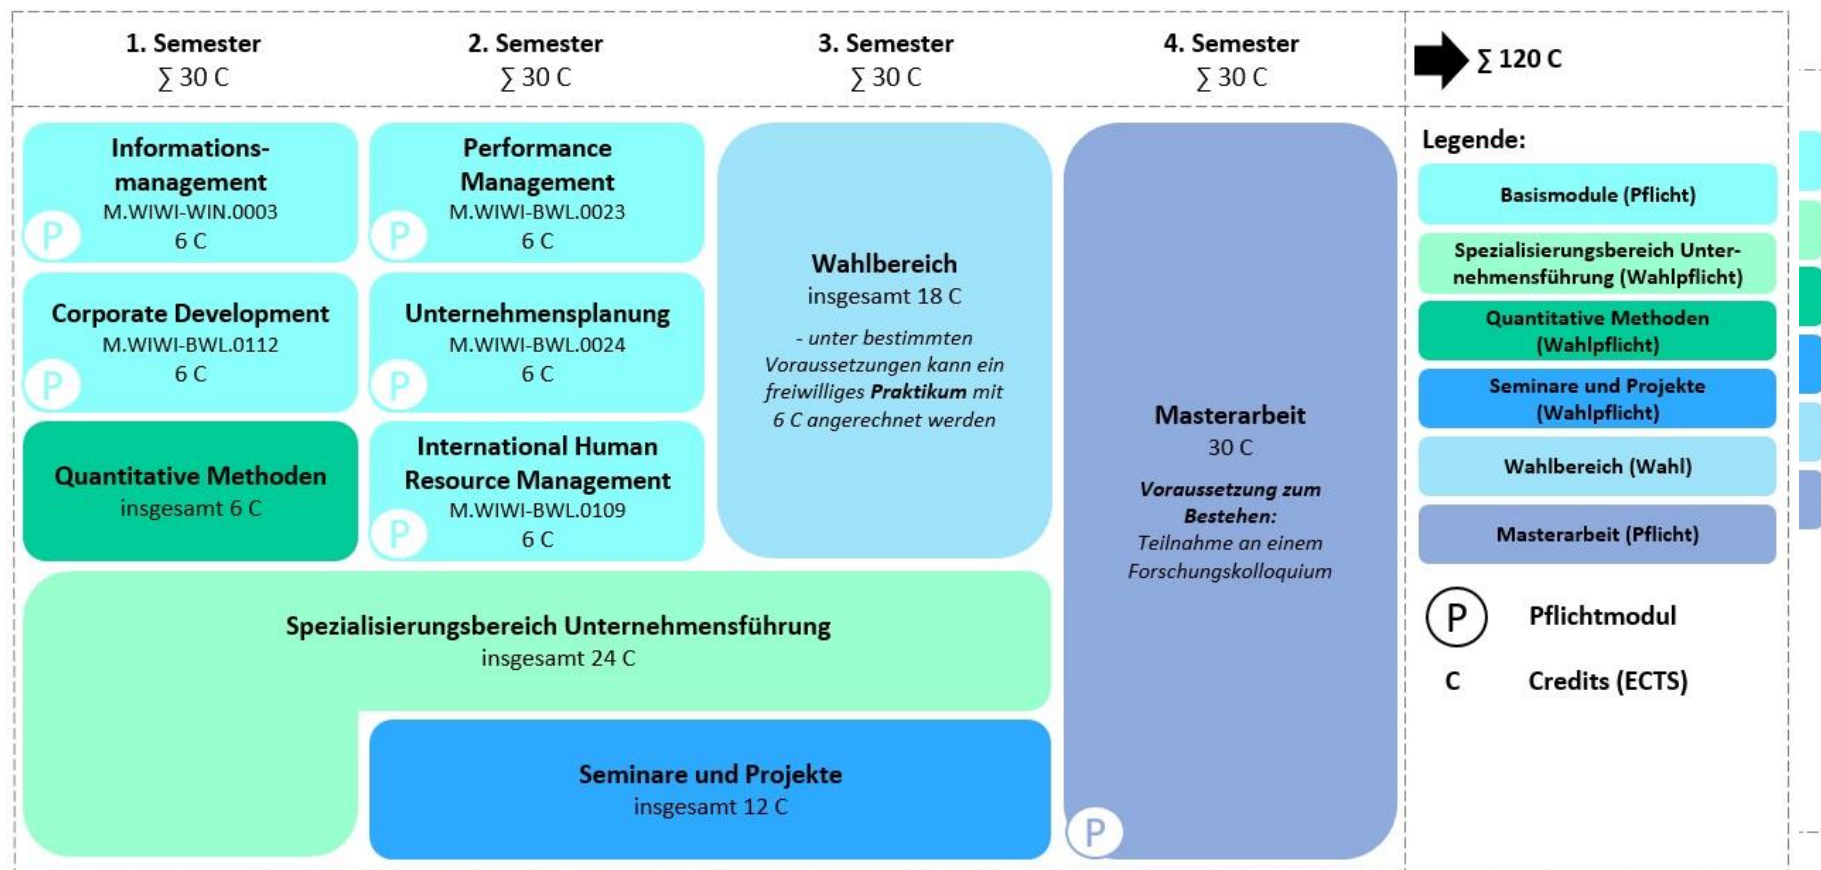 1. Semester
∑ 30 C
2. Semester
∑ 30 C
3. Semester
∑ 30 C
4. Semester
∑ 30 C
∑ 120 C
Informations-
management
M.WIWI-WIN.0003
6 C
P
Corporate Development
M.WIWI-BWL.0112
6 C
P
Quantitative Methoden
insgesamt 6 C
Performance
Management
M.WIWI-BWL.0023
6 C
P
Unternehmensplanung
M.WIWI-BWL.0024
6 C
P
International Human
Resource Management
M.WIWI-BWL.0109
6 C
P
Wahlbereich
insgesamt 18 C
- unter bestimmten
Voraussetzungen kann ein
freiwilliges Praktikum mit
6 C angerechnet werden
Spezialisierungsbereich Unternehmensführung
insgesamt 24 C
Seminare und Projekte
insgesamt 12 C
Masterarbeit
30 C
Voraussetzung zum
Bestehen:
Teilnahme an einem
Forschungskolloquium
P
Legende:
Basismodule (Pflicht)
Spezialisierungsbereich Unter-
nehmensführung (Wahlpflicht)
Quantitative Methoden
(Wahlpflicht)
Seminare und Projekte
(Wahlpflicht)
Wahlbereich (Wahl)
Masterarbeit (Pflicht)
P Pflichtmodul
C Credits (ECTS)